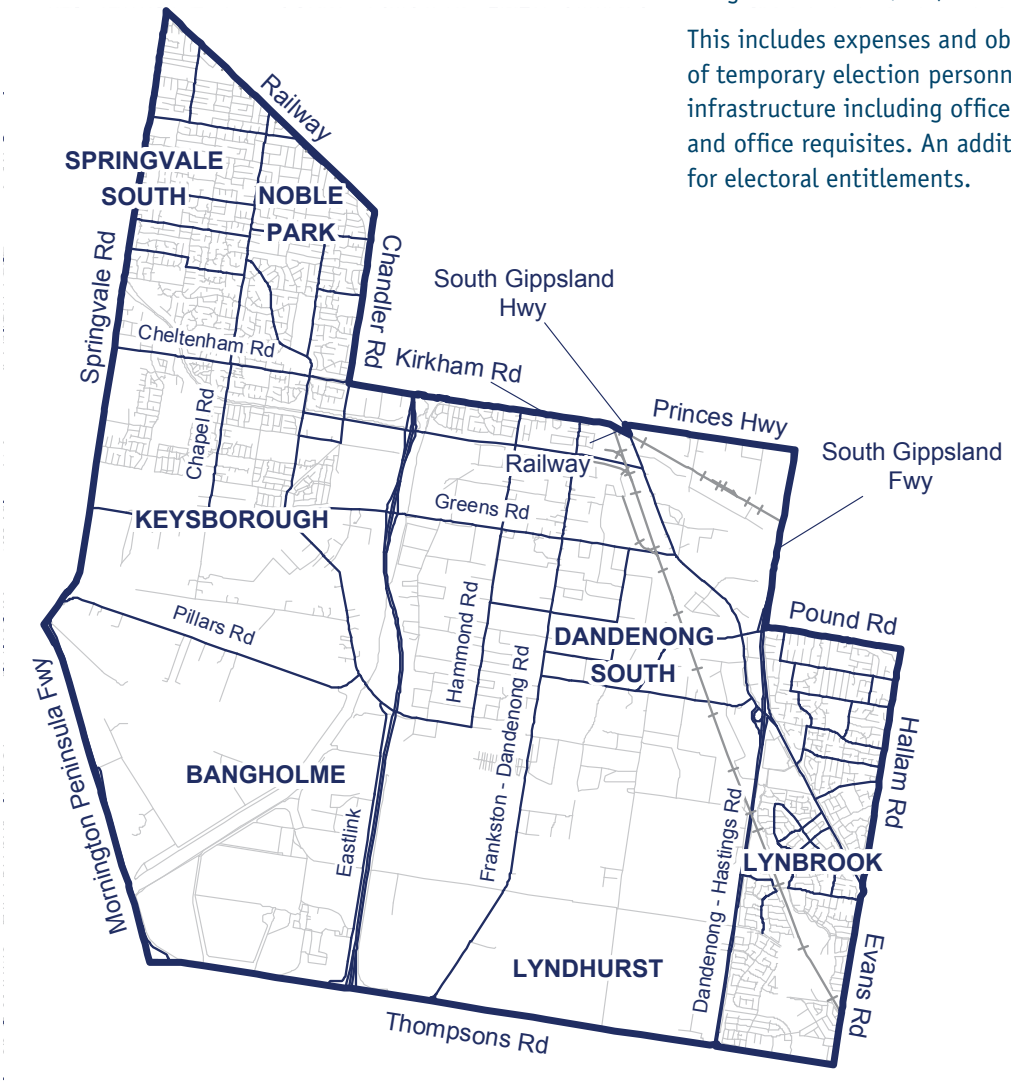 This includes expenses and ob
of temporary election personn
infrastructure including office
and office requisites. An addit
for electoral entitlements.
Railway
SPRINGVALE
SOUTH
NOBLE
PARK
Springvale Rd
Chandler Rd
South Gippsland
Hwy
Cheltenham Rd
Kirkham Rd
Princes Hwy
Chapel Rd
Railway
South Gippsland
Fwy
Greens Rd
KEYSBOROUGH
Pillars Rd
Hammond Rd
DANDENONG
SOUTH
Pound Rd
Mornington Peninsula Fwy
Frankston - Dandenong Rd
Hallam Rd
BANGHOLME
Eastlink
Dandenong - Hastings Rd
LYNBROOK
LYNDHURST
Evans Rd
Thompsons Rd